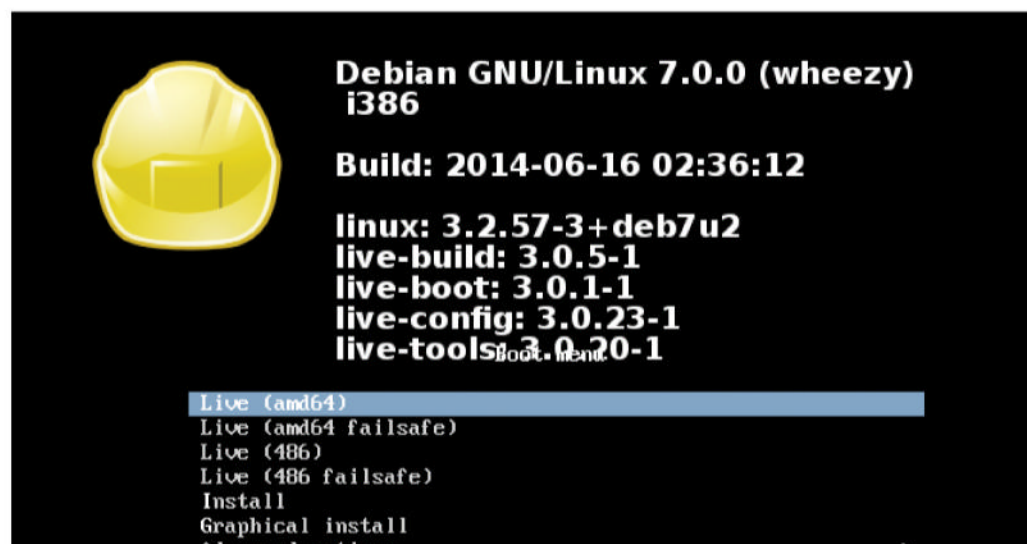 Debian GNU/Linux 7.0.0 (wheezy)
i386
Build: 2014-06-16 02:36:12
linux: 3.2.57-3+deb7u2
live-build: 3.0.5-1
live-boot: 3.0.1-1
live-config: 3.0.23-1
live-tools: 3.0.20-1
Boot menu
Live (amd64)
Live (amd64 failsafe)
Live (486)
Live (486 failsafe)
Install
Graphical install